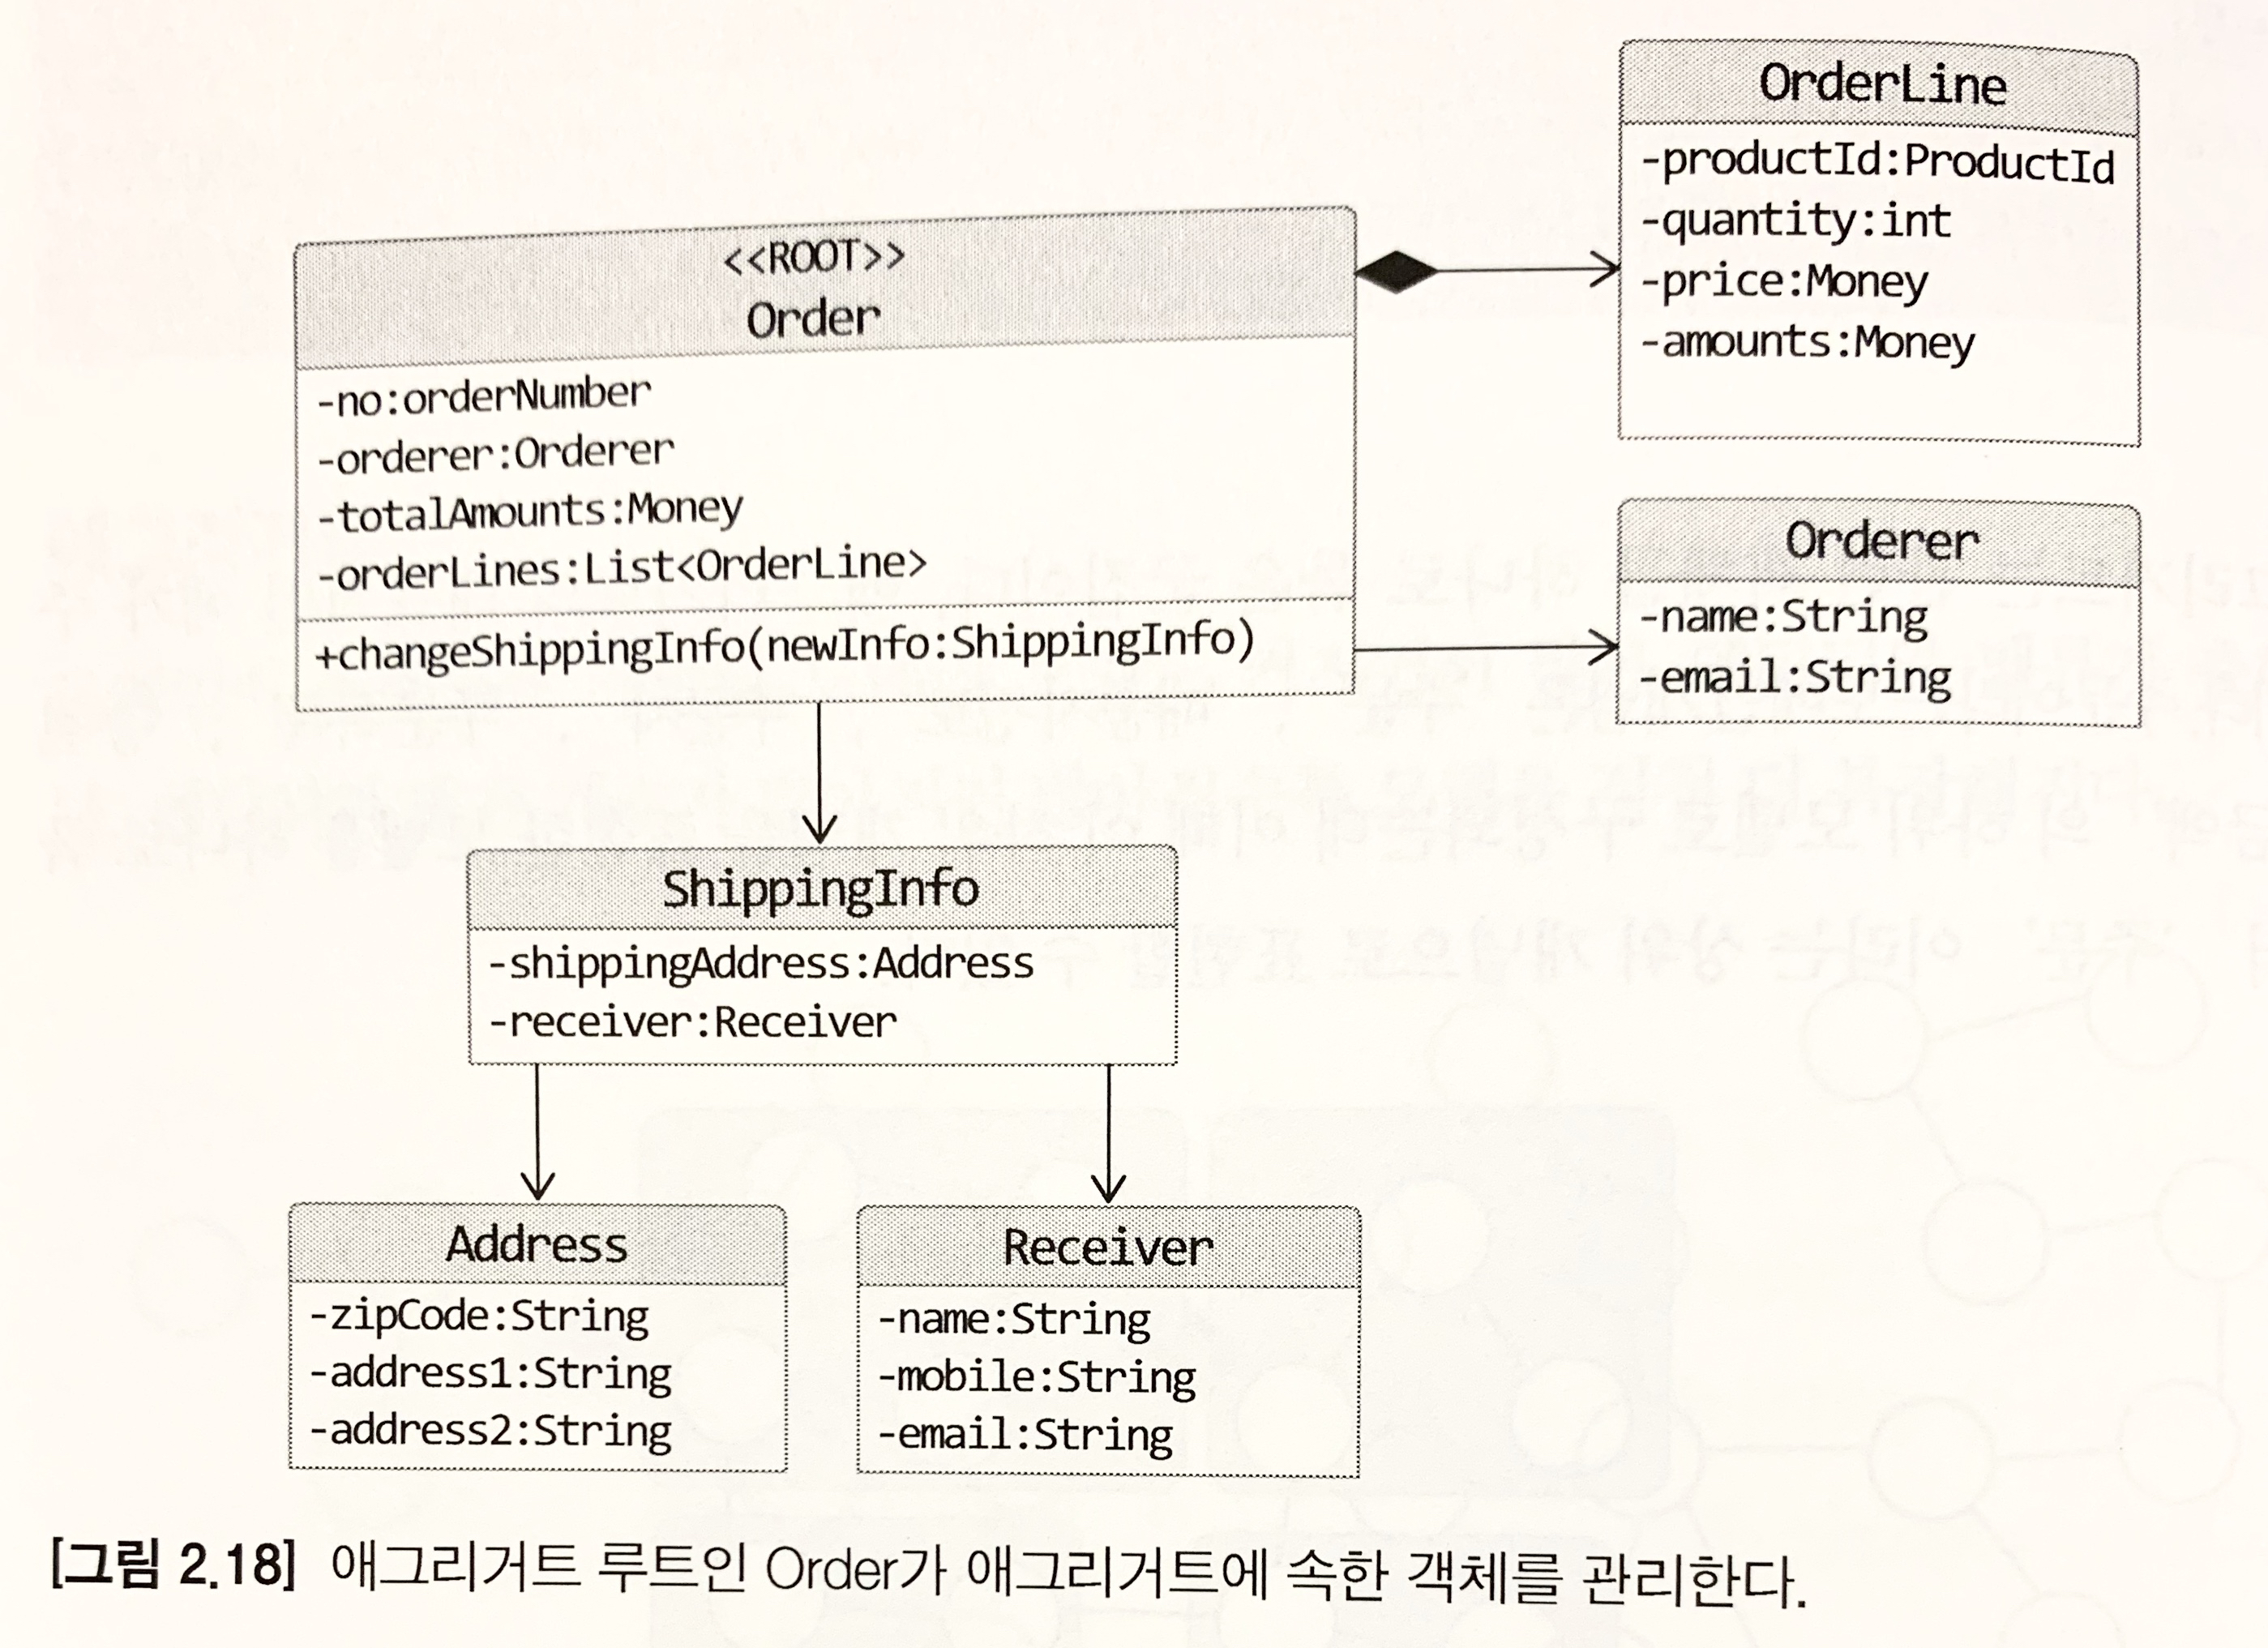 <<ROOT>>
Order
-no:orderNumber
-orderer:Orderer
-totalAmounts:Money
-orderLines:List<OrderLine>
+changeShippingInfo(newInfo:ShippingInfo)
OrderLine
-productId:ProductId
-quantity:int
-price:Money
-amounts:Money
Orderer
-name:String
-email:String
ShippingInfo
-shippingAddress:Address
-receiver:Receiver
Address
-zipCode:String
-address1:String
-address2:String
Receiver
-name:String
-mobile:String
-email:String
[그림 2.18] 애그리거트 루트인 Order가 애그리거트에 속한 객체를 관리한다.